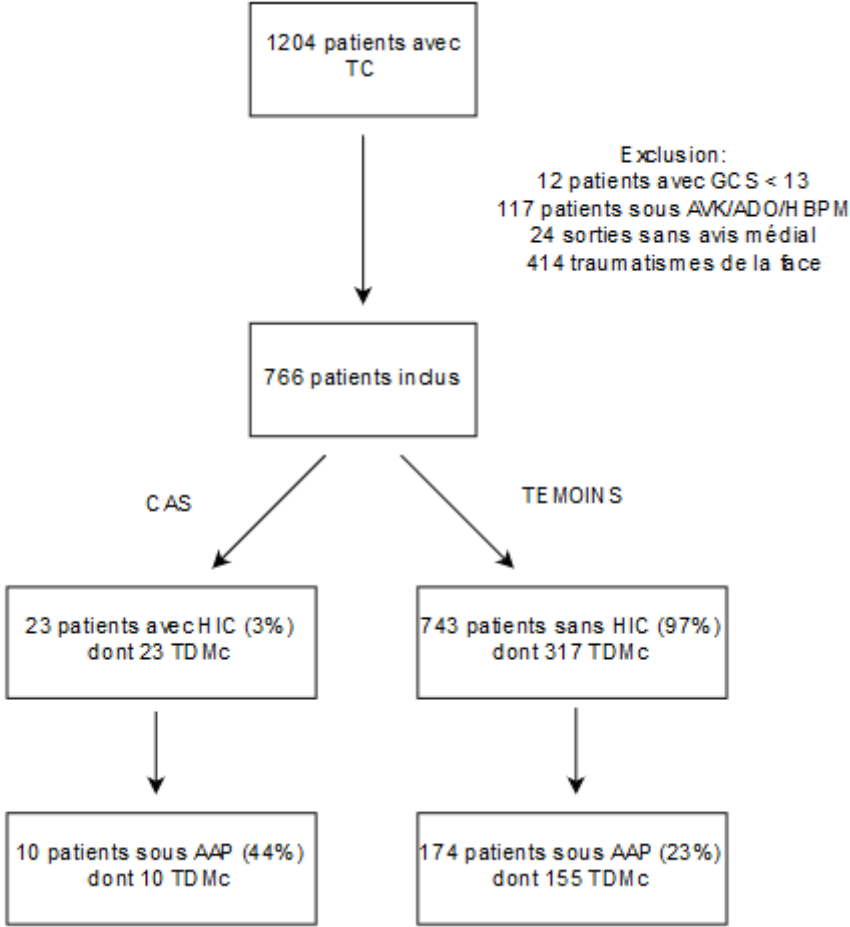 1204 patients avec
TC
Exclusion:
12 patients avec GCS < 13
117 patients sous AVK/ADO/HBPM
24 sorties sans avis médial
414 traumatismes de la face
766 patients inclus
CAS
TEMOINS
23 patients avec HIC (3%)
dont 23 TDMc
743 patients sans HIC (97%)
dont 317 TDMc
10 patients sous AAP (44%)
dont 10 TDMc
174 patients sous AAP (23%)
dont 155 TDMc